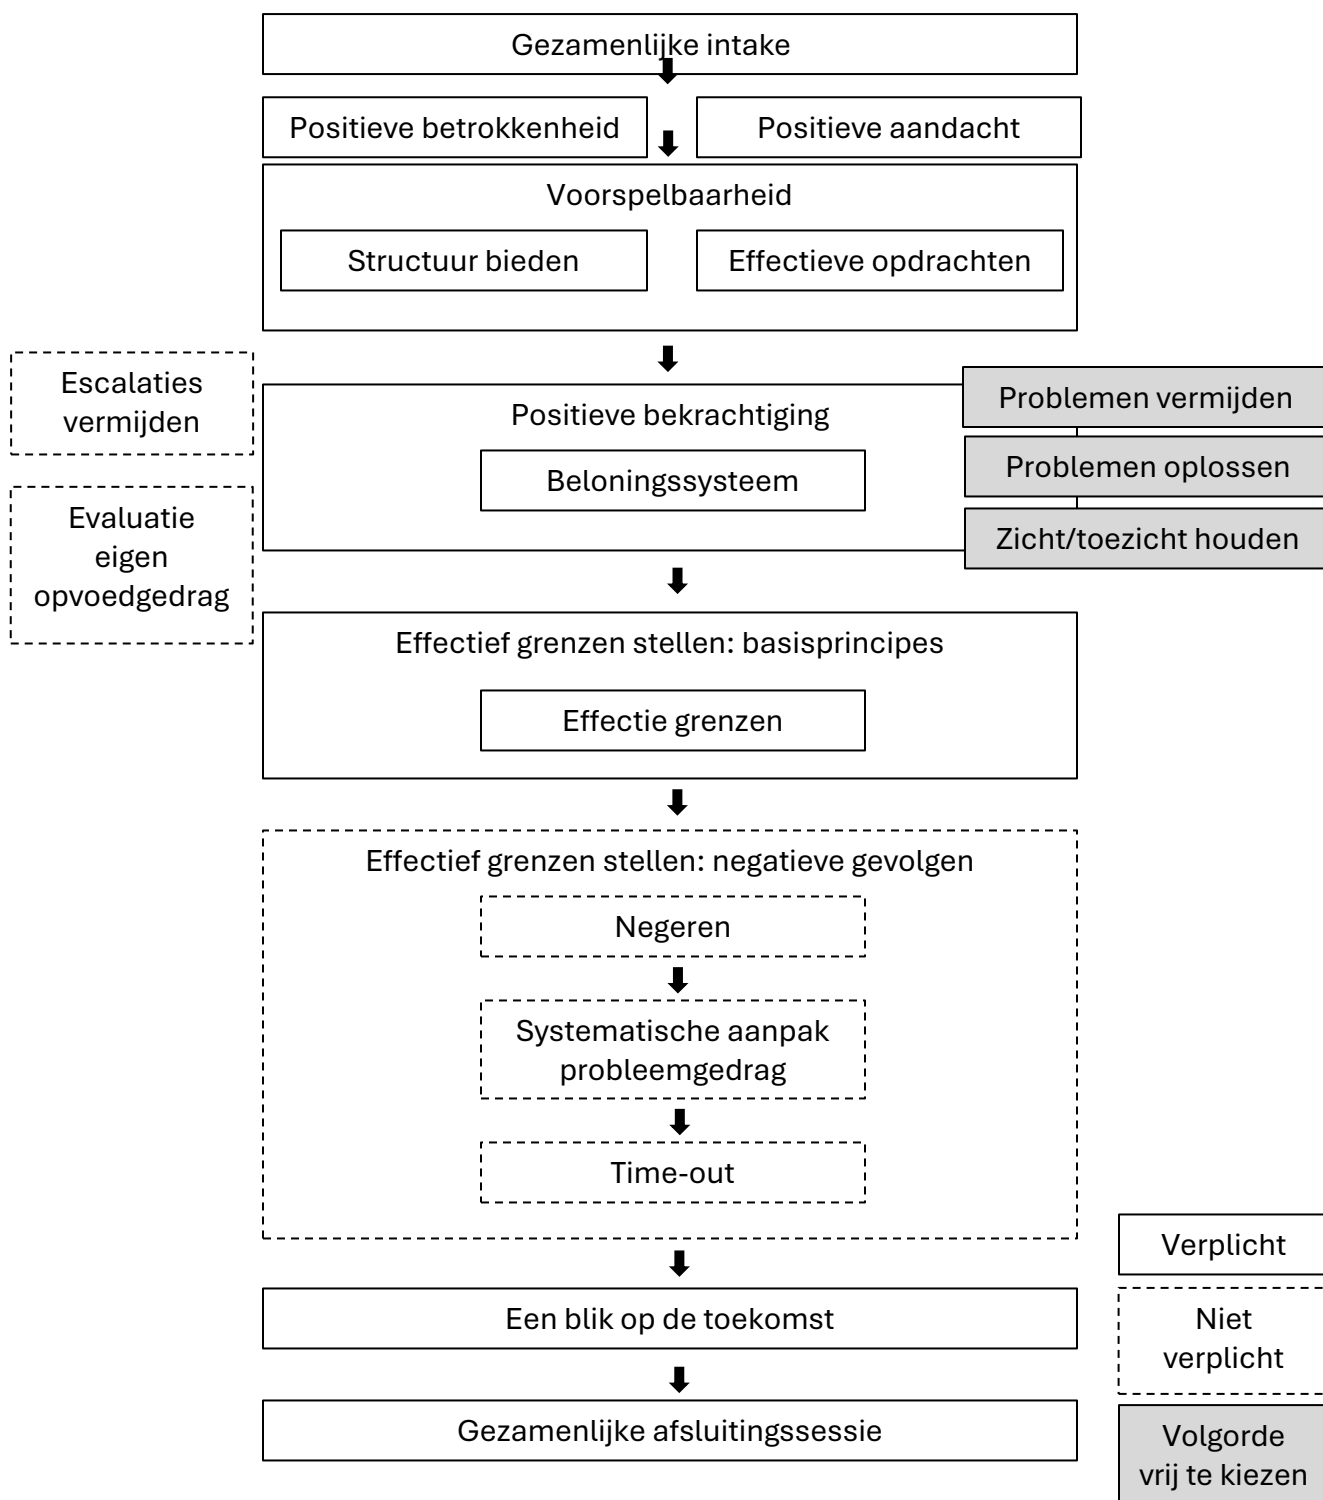 Gezamenlijke intake
Positieve betrokkenheid
Positieve aandacht
Voorspelbaarheid
Structuur bieden
Effectieve opdrachten
Escalaties
vermijden
Evaluatie
eigen
opvoedgedrag
Positieve bekrachtiging
Beloningssysteem
Problemen vermijden
Problemen oplossen
Zicht/toezicht houden
Effectief grenzen stellen: basisprincipes
Effectie grenzen
Effectief grenzen stellen: negatieve gevolgen
Negeren
Systematische aanpak
probleemgedrag
Time-out
Een blik op de toekomst
Gezamenlijke afsluitingssessie
Verplicht
Niet
verplicht
Volgorde
vrij te kiezen